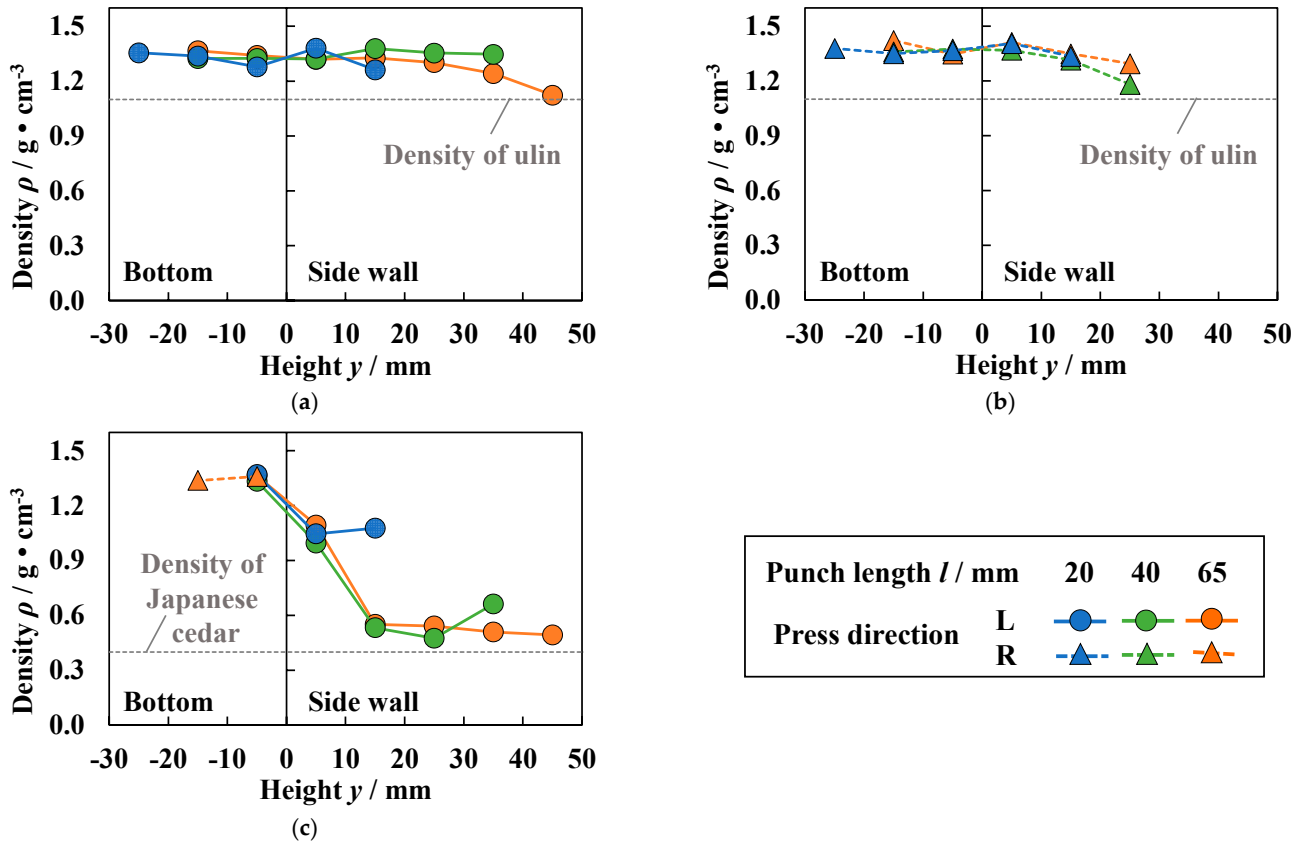 1.5
1.2
0.9
0.6
0.3
0.0
Density ρ / g • cm-3
Density of ulin
Bottom
Side wall
-30 -20 -10 0 10 20 30 40 50
Height y / mm
(a)
1.5
1.2
0.9
0.6
0.3
0.0
Density ρ / g • cm-3
Density of ulin
Bottom
Side wall
-30 -20 -10 0 10 20 30 40 50
Height y / mm
(b)
1.5
1.2
0.9
0.6
0.3
0.0
Density ρ / g • cm-3
Density of
Japanese
cedar
Bottom
Side wall
-30 -20 -10 0 10 20 30 40 50
Height y / mm
(c)
Punch length l / mm 20 40 65
Press direction
L
R